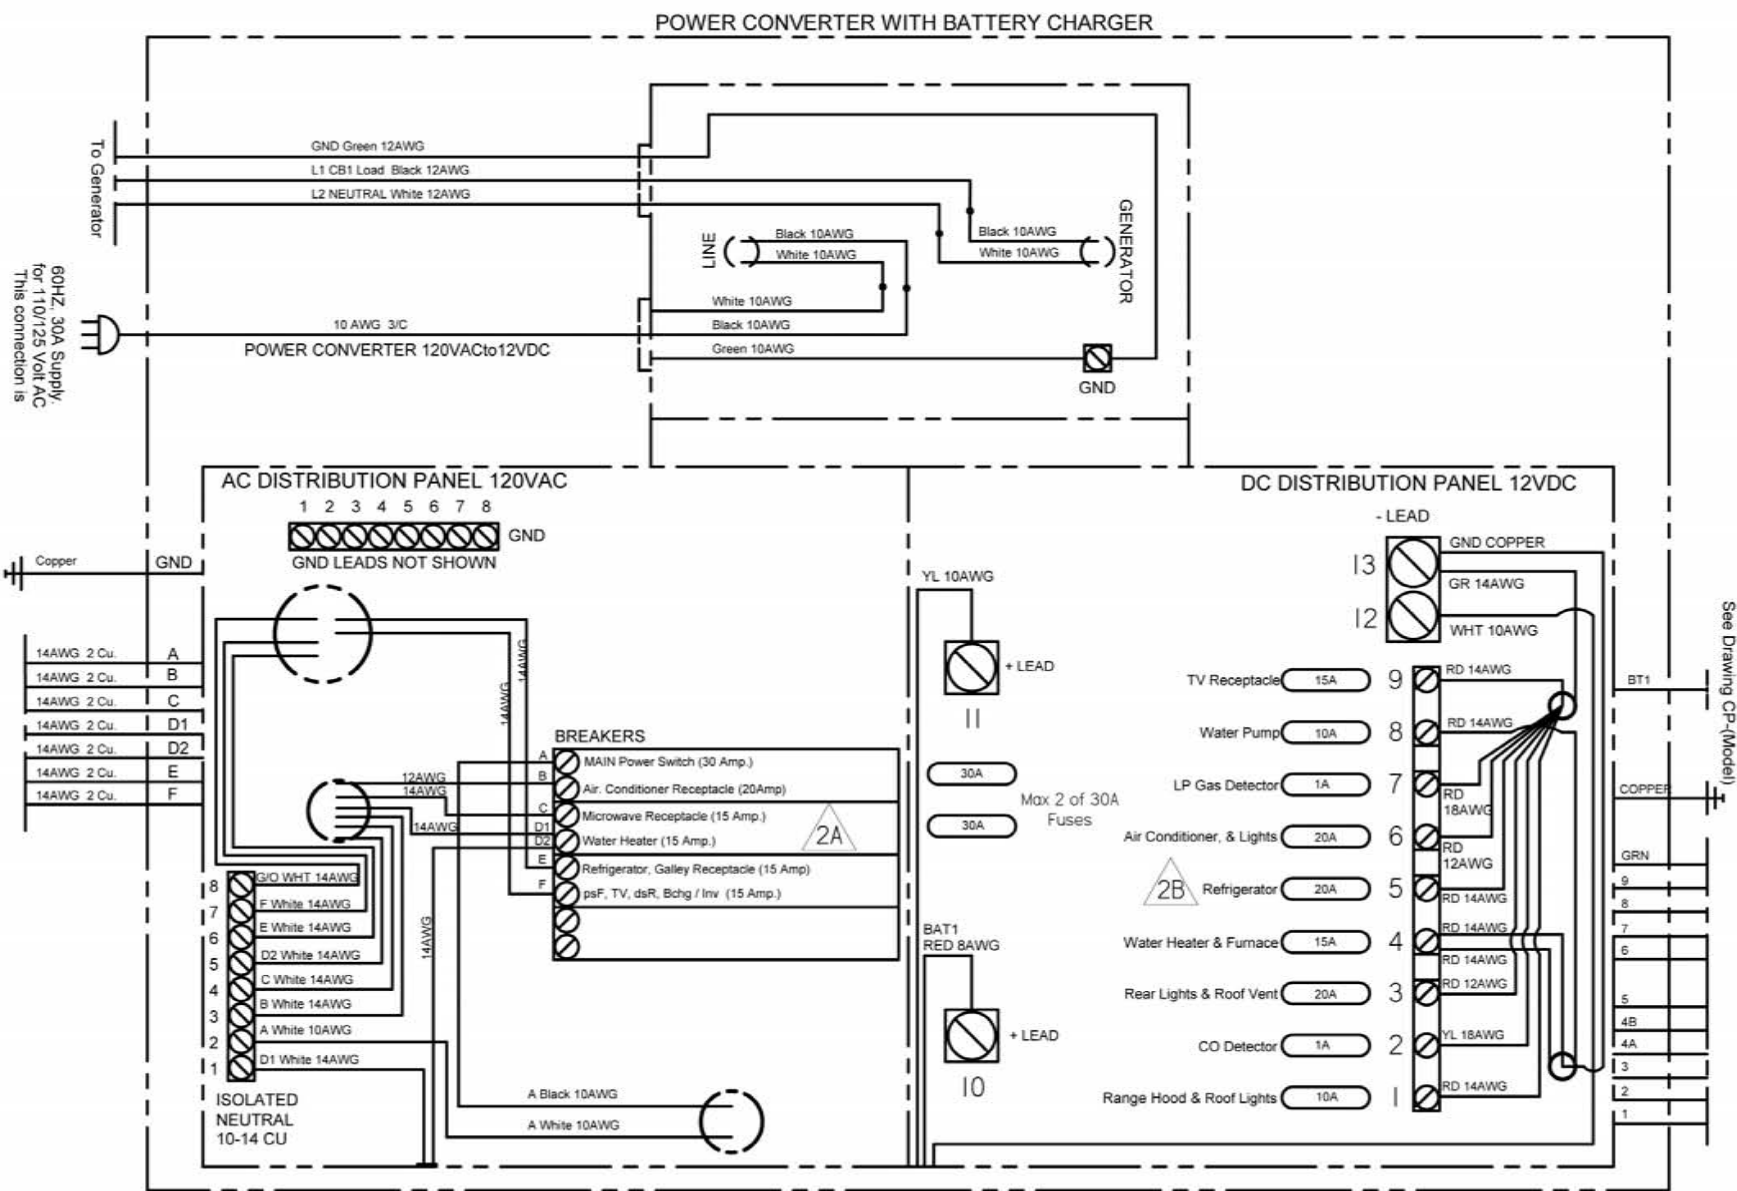 POWER CONVERTER WITH BATTERY CHARGER
To Generator
GND Green 12AWG
L1 CB1 Load Black 12AWG
L2 NEUTRAL White 12AWG
LINE
Black 10AWG
White 10AWG
Black 10AWG
White 10AWG
GENERATOR
White 10AWG
Black 10AWG
Green 10AWG
GND
60HZ, 30A Supply.
for 110/125 Volt AC
This connection is
10 AWG 3/C
POWER CONVERTER 120VACto12VDC
AC DISTRIBUTION PANEL 120VAC
1 2 3 4 5 6 7 8
GND
GND LEADS NOT SHOWN
Copper
GND
14AWG 2 Cu. A
14AWG 2 Cu. B
14AWG 2 Cu. C
14AWG 2 Cu. D1
14AWG 2 Cu. D2
14AWG 2 Cu. E
14AWG 2 Cu. F
14AWG
14AWG
BREAKERS
12AWG
14AWG
14AWG
14AWG
A MAIN Power Switch (30 Amp.)
B Air. Conditioner Receptacle (20Amp)
C Microwave Receptacle (15 Amp.)
D1
D2 Water Heater (15 Amp.)
E Refrigerator, Galley Receptacle (15 Amp)
F psF, TV, dsR, Bchg / Inv (15 Amp.)
2A
8 G/O WHT 14AWG
7 F White 14AWG
6 E White 14AWG
5 D2 White 14AWG
4 C White 14AWG
3 B White 14AWG
2 A White 10AWG
1 D1 White 14AWG
ISOLATED
NEUTRAL
10-14 CU
A Black 10AWG
A White 10AWG
DC DISTRIBUTION PANEL 12VDC
- LEAD
13
GND COPPER
GR 14AWG
12
WHT 10AWG
YL 10AWG
+ LEAD
11
30A
30A
Max 2 of 30A
Fuses
BAT1
RED 8AWG
+ LEAD
10
TV Receptacle 15A 9 RD 14AWG
Water Pump 10A 8 RD 14AWG
LP Gas Detector 1A 7 RD
18AWG
Air Conditioner, & Lights 20A 6 RD
12AWG
2B
Refrigerator 20A 5 RD 14AWG
Water Heater & Furnace 15A 4 RD 14AWG
RD 14AWG
Rear Lights & Roof Vent 20A 3 RD 12AWG
CO Detector 1A 2 YL 18AWG
Range Hood & Roof Lights 10A 1 RD 14AWG
See Drawing CP-(Model)
BT1
COPPER
GRN
9
8
7
6
5
4B
4A
3
2
1